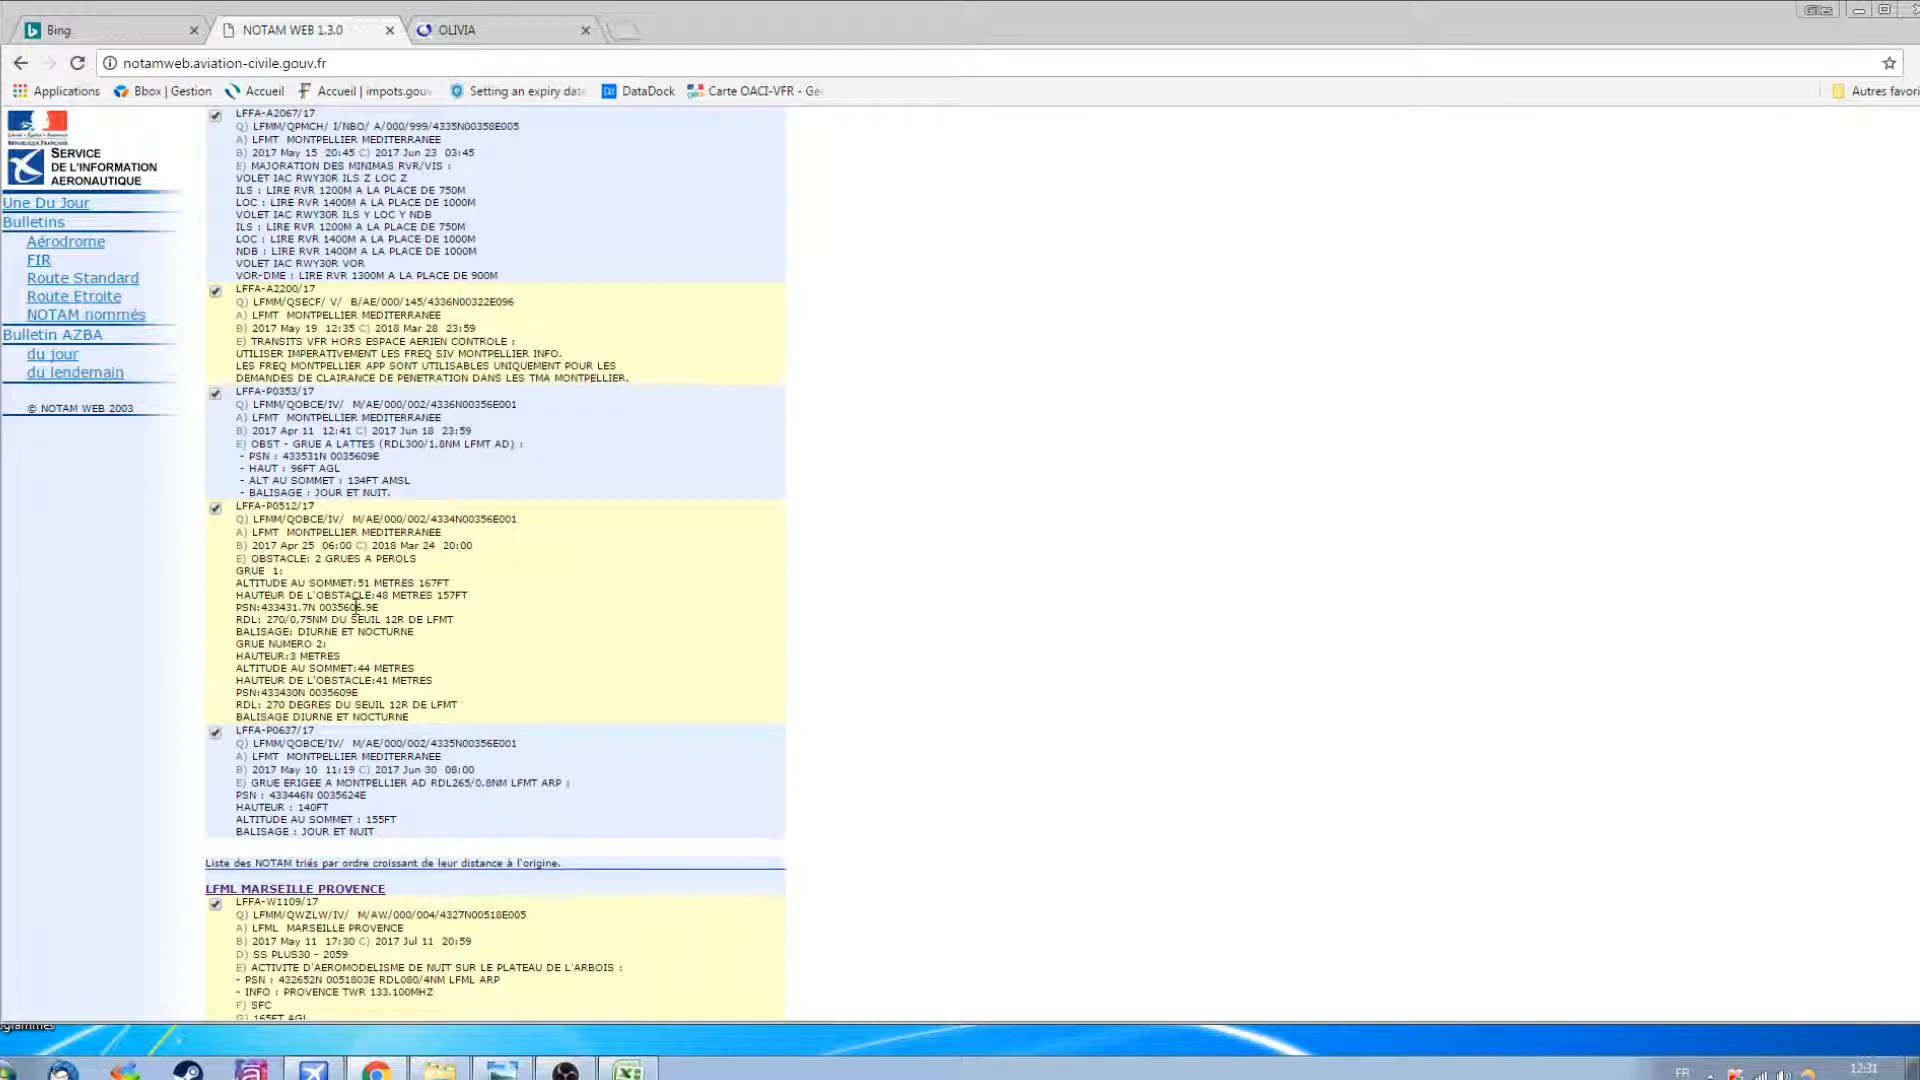 Giles
Bing
NOTAM WEB 1.3.0
OLIVIA
notamweb.aviation-civile.gouv.fr
Applications
Bbox | Gestion
Accueil
Accueil | impots.gouv
Setting an expiry date
DataDock
Carte OACI-VFR - Ge
Autres favori
SERVICE
DE L'INFORMATION
AERONAUTIQUE
Une Du Jour
Bulletins
Aérodrome
FIR
Route Standard
Route Etroite
NOTAM nommés
Bulletin AZBA
du jour
du lendemain
© NOTAM WEB 2003
LFFA-A2067/17
Q) LFMM/QPMCH/ I/NBO/ A/000/999/4335N00358E005
A) LFMT MONTPELLIER MEDITERRANEE
B) 2017 May 15 20:45 C) 2017 Jun 23 03:45
E) MAJORATION DES MINIMAS RVR/VIS :
VOLET IAC RWY30R ILS Z LOC Z
ILS : LIRE RVR 1200M A LA PLACE DE 750M
LOC : LIRE RVR 1400M A LA PLACE DE 1000M
VOLET IAC RWY30R ILS Y LOC Y NDB
ILS : LIRE RVR 1200M A LA PLACE DE 750M
LOC : LIRE RVR 1400M A LA PLACE DE 1000M
NDB : LIRE RVR 1400M A LA PLACE DE 1000M
VOLET IAC RWY30R VOR
VOR-DME : LIRE RVR 1300M A LA PLACE DE 900M
LFFA-A2200/17
Q) LFMM/QSECF/ V/ B/AE/000/145/4336N00322E096
A) LFMT MONTPELLIER MEDITERRANEE
B) 2017 May 19 12:35 C) 2018 Mar 28 23:59
E) TRANSITS VFR HORS ESPACE AERIEN CONTROLE :
UTILISER IMPERATIVEMENT LES FREQ SIV MONTPELLIER INFO.
LES FREQ MONTPELLIER APP SONT UTILISABLES UNIQUEMENT POUR LES
DEMANDES DE CLAIRANCE DE PENETRATION DANS LES TMA MONTPELLIER.
LFFA-P0353/17
Q) LFMM/QOBCE/IV/ M/AE/000/002/4336N00356E001
A) LFMT MONTPELLIER MEDITERRANEE
B) 2017 Apr 11 12:41 C) 2017 Jun 18 23:59
E) OBST - GRUE A LATTES (RDL300/1.8NM LFMT AD) :
- PSN : 433531N 0035609E
- HAUT : 96FT AGL
- ALT AU SOMMET : 134FT AMSL
- BALISAGE : JOUR ET NUIT.
LFFA-P0512/17
Q) LFMM/QOBCE/IV/ M/AE/000/002/4334N00356E001
A) LFMT MONTPELLIER MEDITERRANEE
B) 2017 Apr 25 06:00 C) 2018 Mar 24 20:00
E) OBSTACLE: 2 GRUES A PEROLS
GRUE 1:
ALTITUDE AU SOMMET:51 METRES 167FT
HAUTEUR DE L'OBSTACLE:48 METRES 157FT
PSN:433431.7N 0035606.9E
RDL: 270/0,75NM DU SEUIL 12R DE LFMT
BALISAGE: DIURNE ET NOCTURNE
GRUE NUMERO 2:
HAUTEUR:3 METRES
ALTITUDE AU SOMMET:44 METRES
HAUTEUR DE L'OBSTACLE:41 METRES
PSN:433430N 0035609E
RDL: 270 DEGRES DU SEUIL 12R DE LFMT
BALISAGE DIURNE ET NOCTURNE
LFFA-P0637/17
Q) LFMM/QOBCE/IV/ M/AE/000/002/4335N00356E001
A) LFMT MONTPELLIER MEDITERRANEE
B) 2017 May 10 11:19 C) 2017 Jun 30 08:00
E) GRUE ERIGEE A MONTPELLIER AD RDL265/0.8NM LFMT ARP :
PSN : 433446N 0035624E
HAUTEUR : 140FT
ALTITUDE AU SOMMET : 155FT
BALISAGE : JOUR ET NUIT
Liste des NOTAM triés par ordre croissant de leur distance à l'origine.
LFML MARSEILLE PROVENCE
LFFA-W1109/17
Q) LFMM/QWZLW/IV/ M/AW/000/004/4327N00518E005
A) LFML MARSEILLE PROVENCE
B) 2017 May 11 17:30 C) 2017 Jul 11 20:59
D) SS PLUS30 - 2059
E) ACTIVITE D'AEROMODELISME DE NUIT SUR LE PLATEAU DE L'ARBOIS :
- PSN : 432652N 0051803E RDL080/4NM LFML ARP
- INFO : PROVENCE TWR 133.100MHZ
F) SFC
G) 165FT AGL
ogrammes
FR
12:31